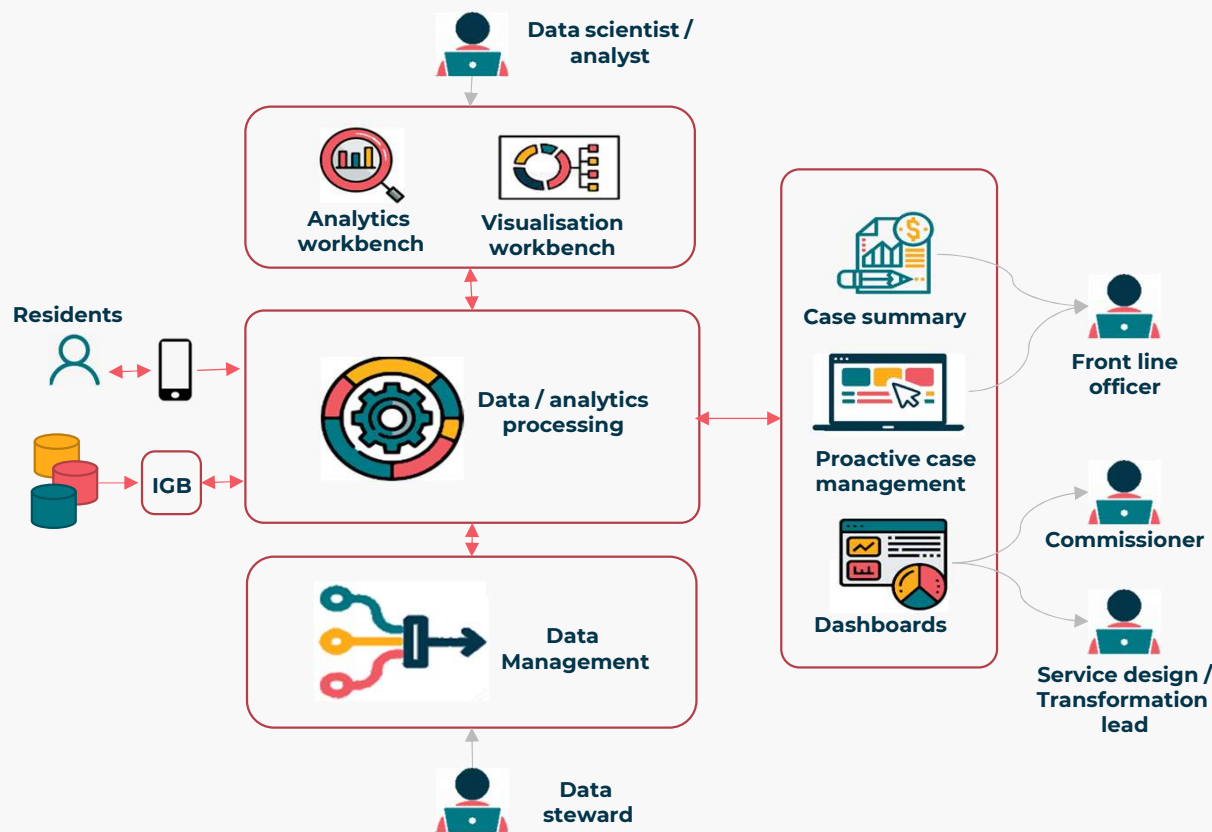 Data scientist /
analyst
Analytics
workbench
Visualisation
workbench
Residents
Data / analytics
processing
IGB
Case summary
Proactive case
management
Dashboards
Front line
officer
Commissioner
Service design /
Transformation
lead
Data
Management
Data
steward